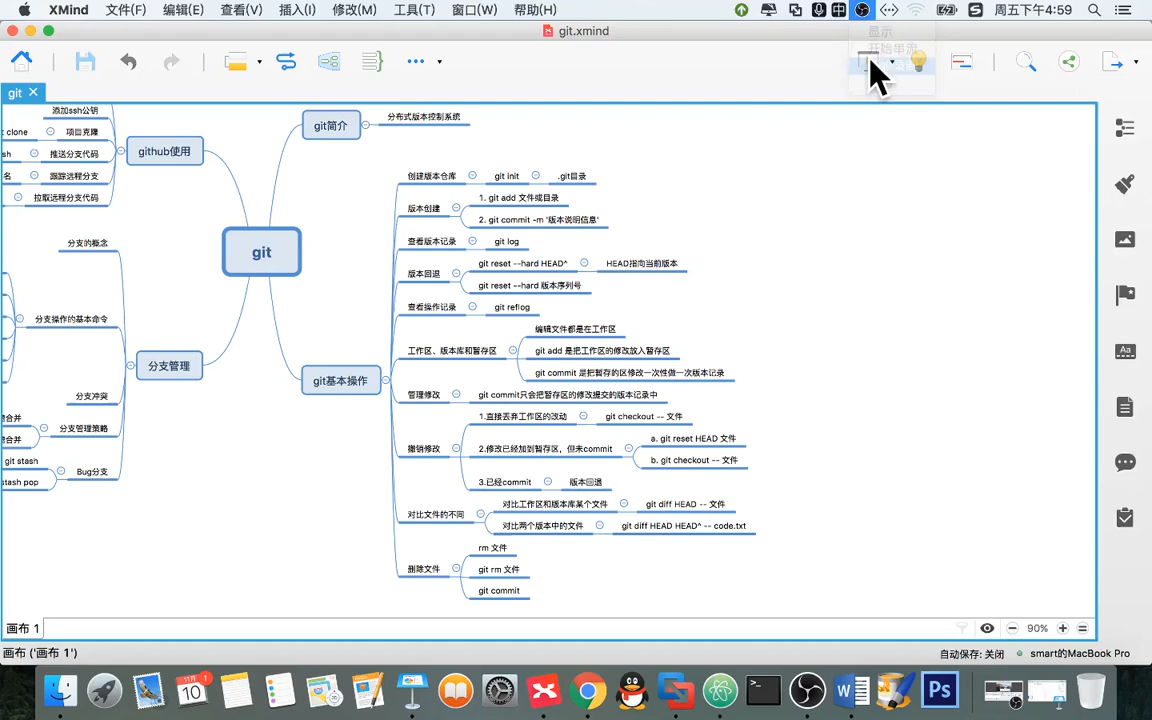 XMind 文件(F) 编辑(E) 查看(V) 插入(I) 修改(M) 工具(T) 窗口(W) 帮助(H) 周五下午4:59
git.xmind
显示
开始串流
git
添加ssh公钥
t clone 项目克隆
sh 推送分支代码
名 跟踪远程分支
拉取远程分支代码
github使用
git简介
分布式版本控制系统
git
分支的概念
分支操作的基本命令
分支管理
分支冲突
合并
合并
分支管理策略
git stash
stash pop
Bug分支
git基本操作
创建版本仓库 git init .git目录
版本创建
1. git add 文件或目录
2. git commit -m '版本说明信息'
查看版本记录 git log
版本回退
git reset --hard HEAD^ HEAD指向当前版本
git reset --hard 版本序列号
查看操作记录 git reflog
工作区、版本库和暂存区
编辑文件都是在工作区
git add 是把工作区的修改放入暂存区
git commit 是把暂存的区修改一次性做一次版本记录
管理修改 git commit只会把暂存区的修改提交的版本记录中
撤销修改
1.直接丢弃工作区的改动 git checkout -- 文件
2.修改已经加到暂存区，但未commit
a. git reset HEAD 文件
b. git checkout -- 文件
3.已经commit 版本回退
对比文件的不同
对比工作区和版本库某个文件 git diff HEAD -- 文件
对比两个版本中的文件 git diff HEAD HEAD^ -- code.txt
删除文件
rm 文件
git rm 文件
git commit
画布 1
90%
画布 ('画布 1')
自动保存: 关闭 smart的MacBook Pro
11月
10
1
Ps